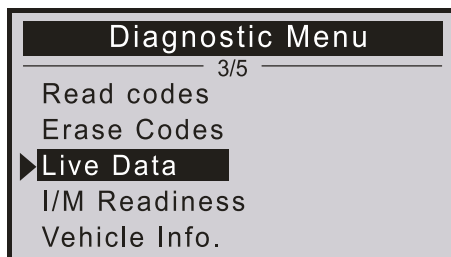 Diagnostic Menu
3/5
Read codes
Erase Codes
Live Data
I/M Readiness
Vehicle Info.